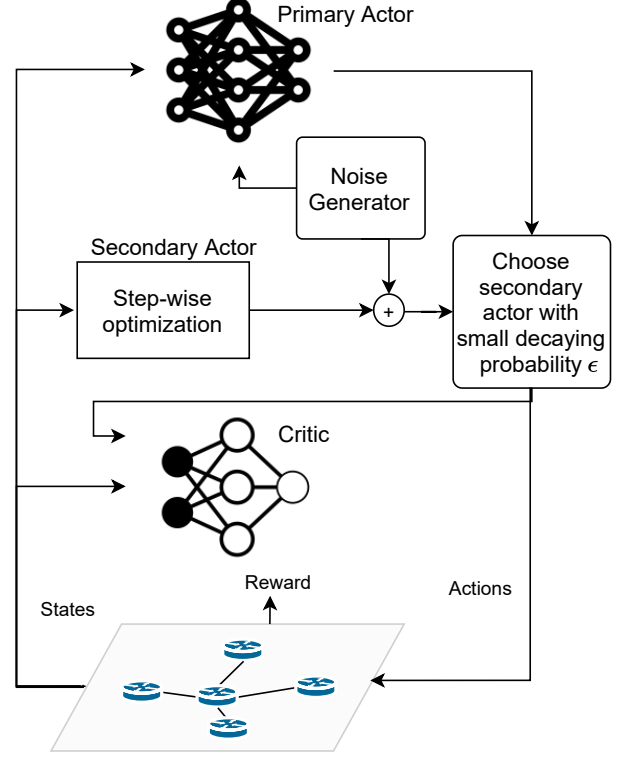 Primary Actor
Noise
Generator
Secondary Actor
Step-wise
optimization
+
Choose
secondary
actor with
small decaying
probability ϵ
Critic
Reward
Actions
States